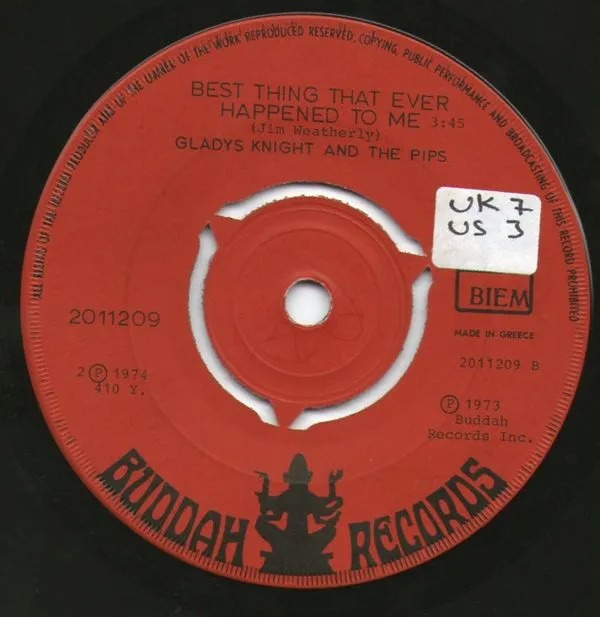 ALL RIGHTS OF THE RECORD PRODUCER AND OF THE OWNER OF THE WORK REPRODUCED RESERVED. COPYING, PUBLIC PERFORMANCE AND BROADCASTING OF THIS RECORD PROHIBITED
BEST THING THAT EVER
HAPPENED TO ME 3:45
(Jim Weatherly)
GLADYS KNIGHT AND THE PIPS
UK 7
US 3
BIEM
2011209
MADE IN GREECE
2011209 B
2 Ⓟ 1974
410 Y.
Ⓟ 1973
Buddah
Records Inc.
BUDDAH RECORDS